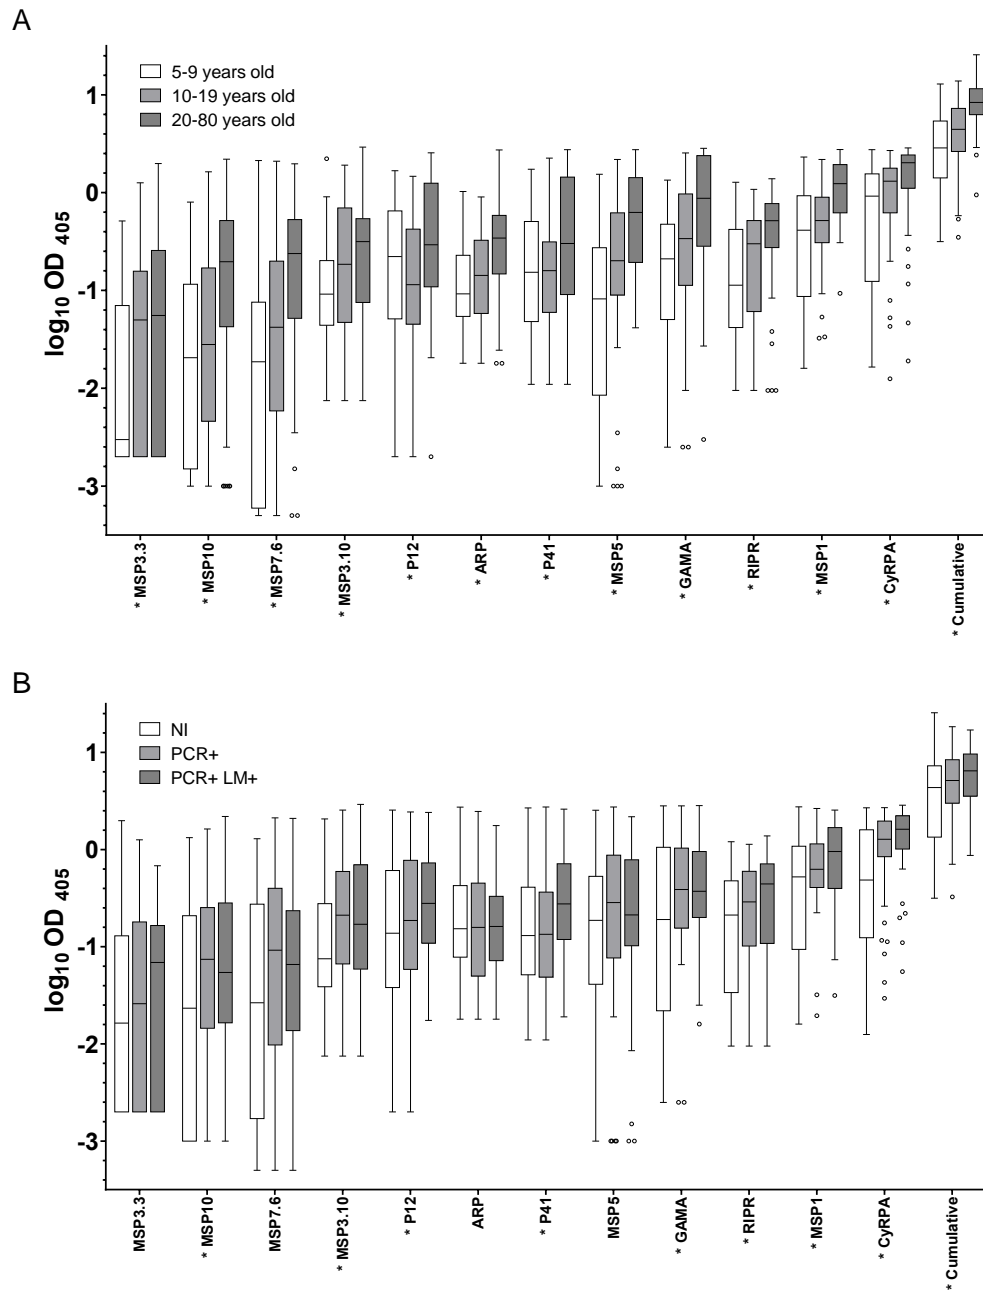 A
5-9 years old
10-19 years old
20-80 years old
log10 OD 405
1
0
-1
-2
-3
* MSP3.3
* MSP10
* MSP7.6
* MSP3.10
* P12
* ARP
* P41
* MSP5
* GAMA
* RIPR
* MSP1
* CyRPA
* Cumulative
B
NI
PCR+
PCR+ LM+
log10 OD 405
1
0
-1
-2
-3
MSP3.3
* MSP10
MSP7.6
* MSP3.10
* P12
ARP
* P41
MSP5
* GAMA
* RIPR
* MSP1
* CyRPA
* Cumulative